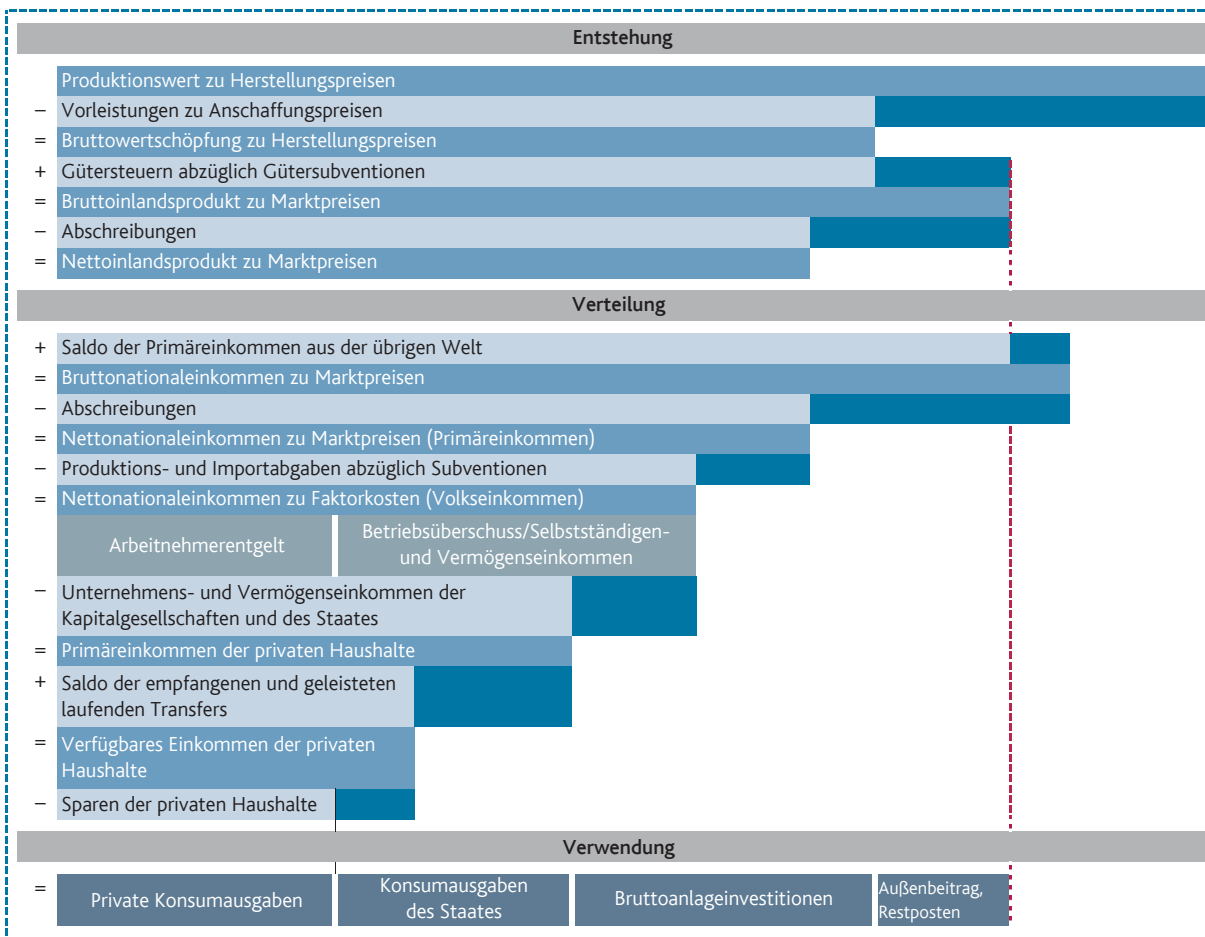 Entstehung
Produktionswert zu Herstellungspreisen
– Vorleistungen zu Anschaffungspreisen
= Bruttowertschöpfung zu Herstellungspreisen
+ Gütersteuern abzüglich Gütersubventionen
= Bruttoinlandsprodukt zu Marktpreisen
– Abschreibungen
= Nettoinlandsprodukt zu Marktpreisen
Verteilung
+ Saldo der Primäreinkommen aus der übrigen Welt
= Bruttonationaleinkommen zu Marktpreisen
– Abschreibungen
= Nettonationaleinkommen zu Marktpreisen (Primäreinkommen)
– Produktions- und Importabgaben abzüglich Subventionen
= Nettonationaleinkommen zu Faktorkosten (Volkseinkommen)
Arbeitnehmerentgelt
Betriebsüberschuss/Selbstständigen-
und Vermögenseinkommen
– Unternehmens- und Vermögenseinkommen der
Kapitalgesellschaften und des Staates
= Primäreinkommen der privaten Haushalte
+ Saldo der empfangenen und geleisteten
laufenden Transfers
= Verfügbares Einkommen der privaten
Haushalte
– Sparen der privaten Haushalte
Verwendung
= Private Konsumausgaben
Konsumausgaben
des Staates
Bruttoanlageinvestitionen
Außenbeitrag,
Restposten